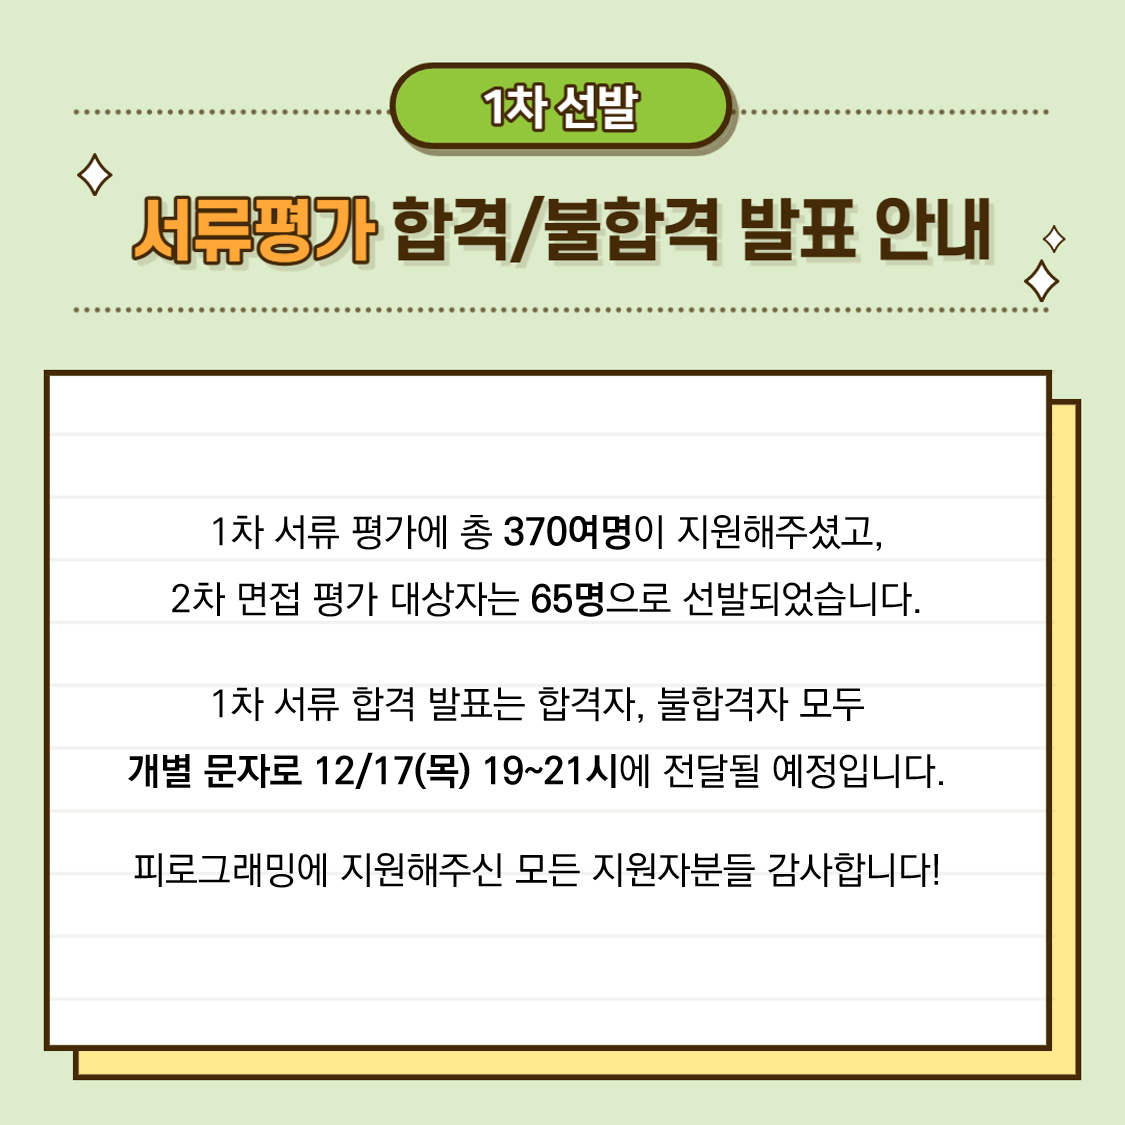 1차 선발
서류평가 합격/불합격 발표 안내
1차 서류 평가에 총 370여명이 지원해주셨고,
2차 면접 평가 대상자는 65명으로 선발되었습니다.
1차 서류 합격 발표는 합격자, 불합격자 모두
개별 문자로 12/17(목) 19~21시에 전달될 예정입니다.
피로그래밍에 지원해주신 모든 지원자분들 감사합니다!